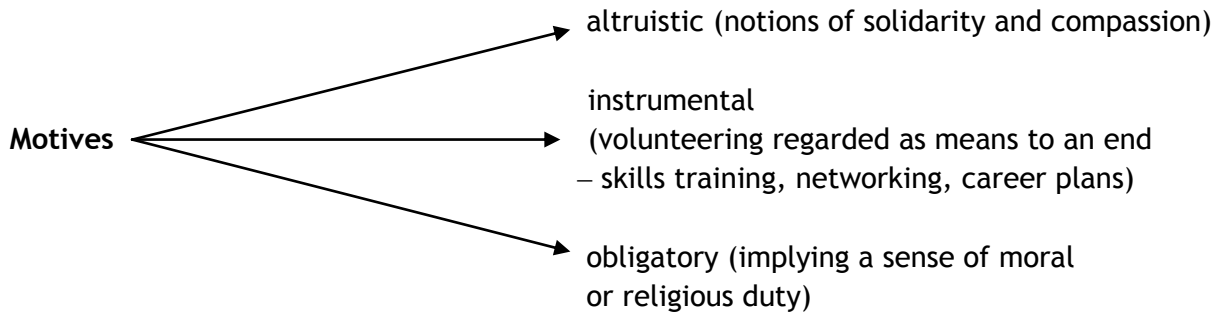 altruistic (notions of solidarity and compassion)
instrumental
Motives
(volunteering regarded as means to an end
– skills training, networking, career plans)
obligatory (implying a sense of moral
or religious duty)